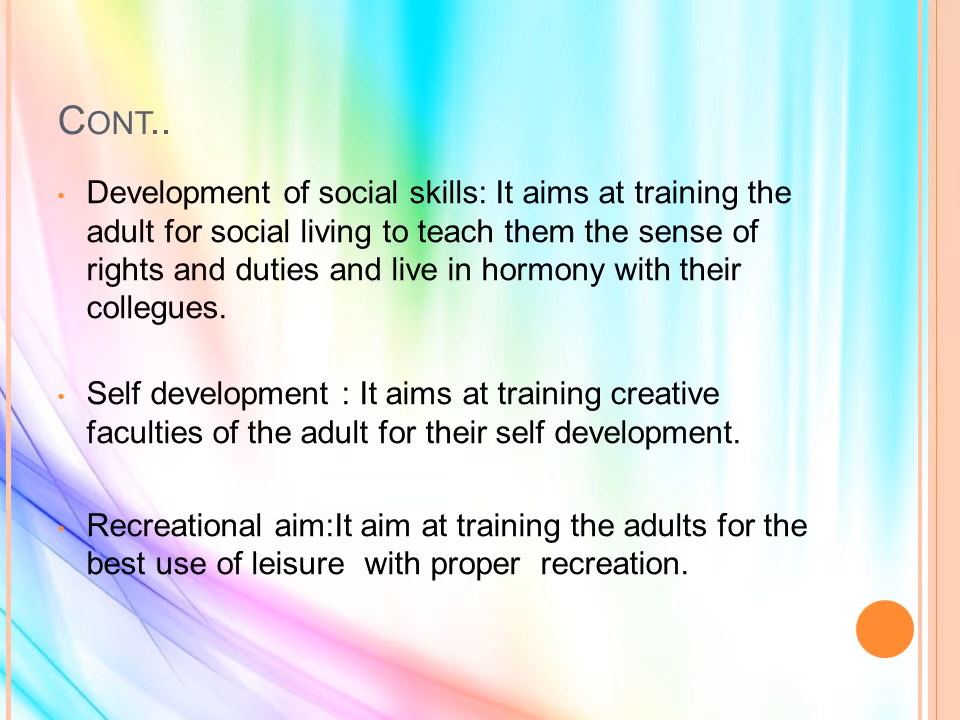 CONT..
• Development of social skills: It aims at training the
adult for social living to teach them the sense of
rights and duties and live in hormony with their
collegues.
• Self development : It aims at training creative
faculties of the adult for their self development.
• Recreational aim:It aim at training the adults for the
best use of leisure  with proper  recreation.